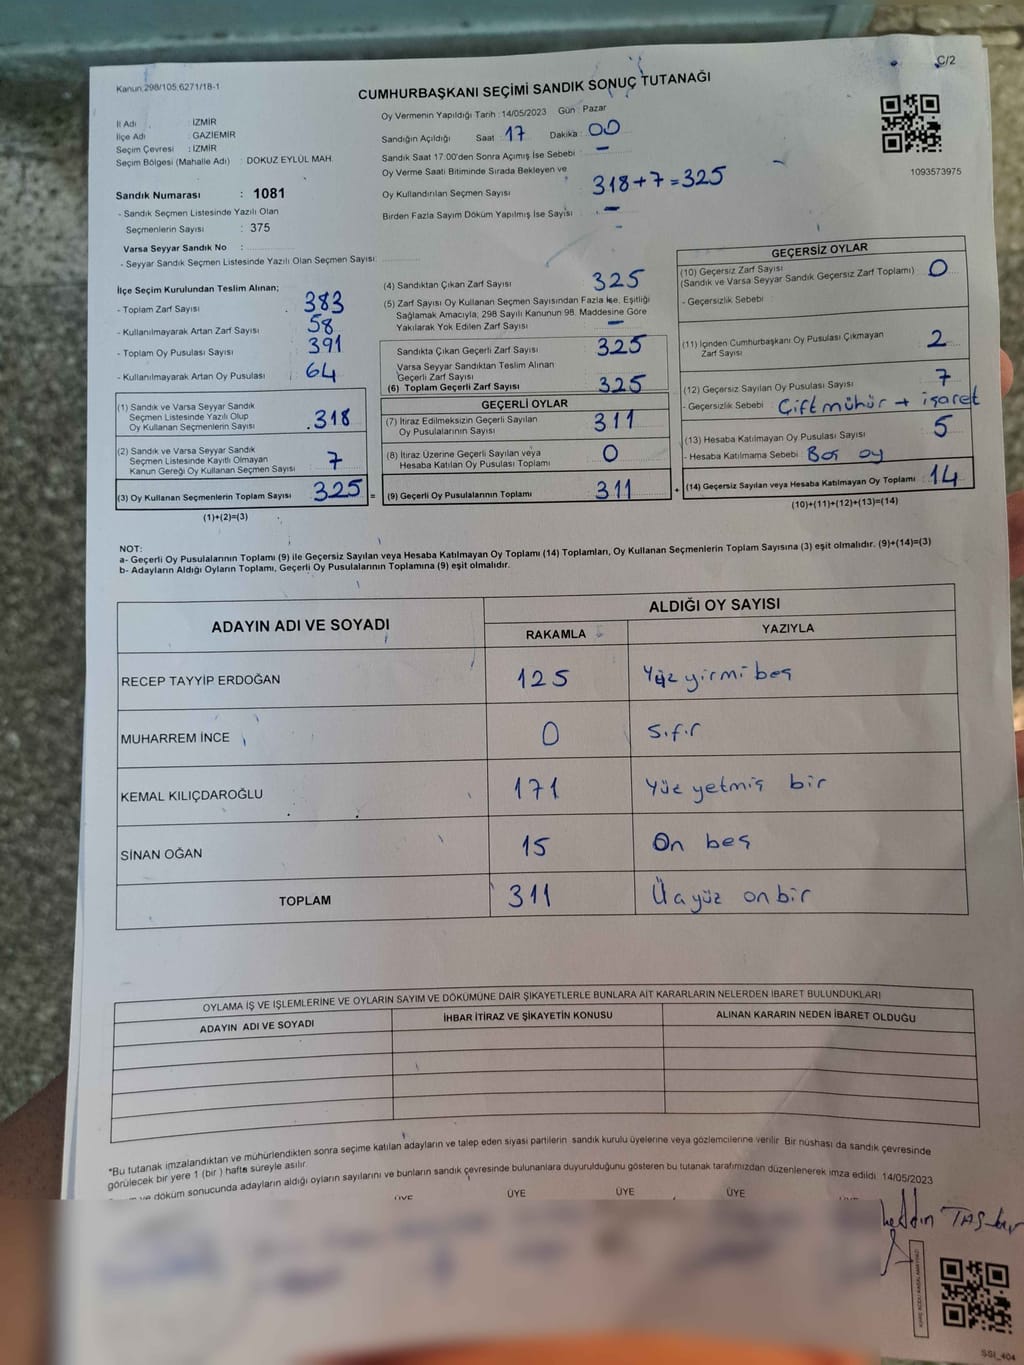 Kanun:298/105,6271/18-1
C/2
CUMHURBAŞKANI SEÇİMİ SANDIK SONUÇ TUTANAĞI
İl Adı : İZMİR
İlçe Adı : GAZİEMİR
Seçim Çevresi : İZMİR
Seçim Bölgesi (Mahalle Adı) : DOKUZ EYLÜL MAH.
Sandık Numarası : 1081
- Sandık Seçmen Listesinde Yazılı Olan
Seçmenlerin Sayısı : 375
Varsa Seyyar Sandık No :
- Seyyar Sandık Seçmen Listesinde Yazılı Olan Seçmen Sayısı:
Oy Vermenin Yapıldığı Tarih : 14/05/2023 Gün : Pazar
Sandığın Açıldığı Saat : 17 Dakika : 00
Sandık Saat 17:00'den Sonra Açımış İse Sebebi : -
Oy Verme Saati Bitiminde Sırada Bekleyen ve
Oy Kullandırılan Seçmen Sayısı : 318+7=325
Birden Fazla Sayım Döküm Yapılmış İse Sayısı : -
1093573975
İlçe Seçim Kurulundan Teslim Alınan;
- Toplam Zarf Sayısı : 383
- Kullanılmayarak Artan Zarf Sayısı : 58
- Toplam Oy Pusulası Sayısı : 391
- Kullanılmayarak Artan Oy Pusulası : 64
(1) Sandık ve Varsa Seyyar Sandık
Seçmen Listesinde Yazılı Olup
Oy Kullanan Seçmenlerin Sayısı : 318
(2) Sandık ve Varsa Seyyar Sandık
Seçmen Listesinde Kayıtlı Olmayan
Kanun Gereği Oy Kullanan Seçmen Sayısı : 7
(3) Oy Kullanan Seçmenlerin Toplam Sayısı : 325 =
(1)+(2)=(3)
(4) Sandıktan Çıkan Zarf Sayısı : 325
(5) Zarf Sayısı Oy Kullanan Seçmen Sayısından Fazla İse, Eşitliği
Sağlamak Amacıyla, 298 Sayılı Kanunun 98. Maddesine Göre
Yakılarak Yok Edilen Zarf Sayısı : -
Sandıkta Çıkan Geçerli Zarf Sayısı : 325
Varsa Seyyar Sandıktan Teslim Alınan
Geçerli Zarf Sayısı :
(6) Toplam Geçerli Zarf Sayısı : 325
GEÇERLİ OYLAR
(7) İtiraz Edilmeksizin Geçerli Sayılan
Oy Pusulalarının Sayısı : 311
(8) İtiraz Üzerine Geçerli Sayılan veya
Hesaba Katılan Oy Pusulası Toplamı : 0
(9) Geçerli Oy Pusulalarının Toplamı : 311 +
GEÇERSİZ OYLAR
(10) Geçersiz Zarf Sayısı
(Sandık ve Varsa Seyyar Sandık Geçersiz Zarf Toplamı) : 0
- Geçersizlik Sebebi :
(11) İçinden Cumhurbaşkanı Oy Pusulası Çıkmayan
Zarf Sayısı : 2
(12) Geçersiz Sayılan Oy Pusulası Sayısı : 7
- Geçersizlik Sebebi : Çift mühür + işaret
(13) Hesaba Katılmayan Oy Pusulası Sayısı : 5
- Hesaba Katılmama Sebebi : Boş oy
(14) Geçersiz Sayılan veya Hesaba Katılmayan Oy Toplamı : 14
(10)+(11)+(12)+(13)=(14)
NOT:
a- Geçerli Oy Pusulalarının Toplamı (9) ile Geçersiz Sayılan veya Hesaba Katılmayan Oy Toplamı (14) Toplamları, Oy Kullanan Seçmenlerin Toplam Sayısına (3) eşit olmalıdır. (9)+(14)=(3)
b- Adayların Aldığı Oyların Toplamı, Geçerli Oy Pusulalarının Toplamına (9) eşit olmalıdır.
ADAYIN ADI VE SOYADI
ALDIĞI OY SAYISI
RAKAMLA YAZIYLA
RECEP TAYYİP ERDOĞAN 125 Yüz yirmi beş
MUHARREM İNCE 0 Sıfır
KEMAL KILIÇDAROĞLU 171 Yüz yetmiş bir
SİNAN OĞAN 15 On beş
TOPLAM 311 Üçyüz onbir
OYLAMA İŞ VE İŞLEMLERİNE VE OYLARIN SAYIM VE DÖKÜMÜNE DAİR ŞİKAYETLERLE BUNLARA AİT KARARLARIN NELERDEN İBARET BULUNDUKLARI
ADAYIN ADI VE SOYADI İHBAR İTİRAZ VE ŞİKAYETİN KONUSU ALINAN KARARIN NEDEN İBARET OLDUĞU
*Bu tutanak imzalandıktan ve mühürlendikten sonra seçime katılan adayların ve talep eden siyasi partilerin sandık kurulu üyelerine veya gözlemcilerine verilir. Bir nüshası da sandık çevresinde
görülecek bir yere 1 (bir) hafta süreyle asılır.
ve döküm sonucunda adayların aldığı oyların sayılarını ve bunların sandık çevresinde bulunanlara duyurulduğunu gösteren bu tutanak tarafımızdan düzenlenerek imza edildi. 14/05/2023
ÜYE ÜYE ÜYE ÜYE
SSI_404